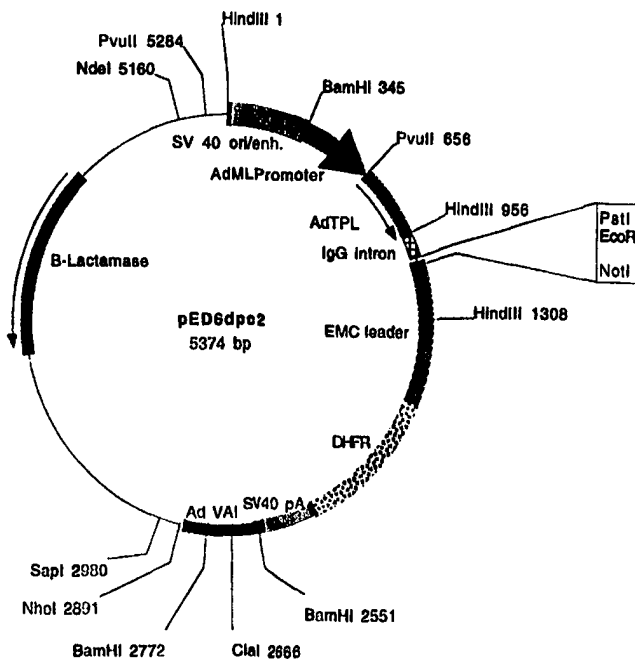 HindIII 1
PvuII 5284
NdeI 5160
BamHI 345
SV 40 ori/enh.
PvuII 656
AdMLPromoter
HindIII 956
AdTPL
IgG intron
PstI
EcoR
NotI
B-Lactamase
pED6dpc2
5374 bp
EMC leader
HindIII 1308
DHFR
SV40 pA
Ad VAI
SapI 2980
NheI 2891
BamHI 2772
ClaI 2666
BamHI 2551